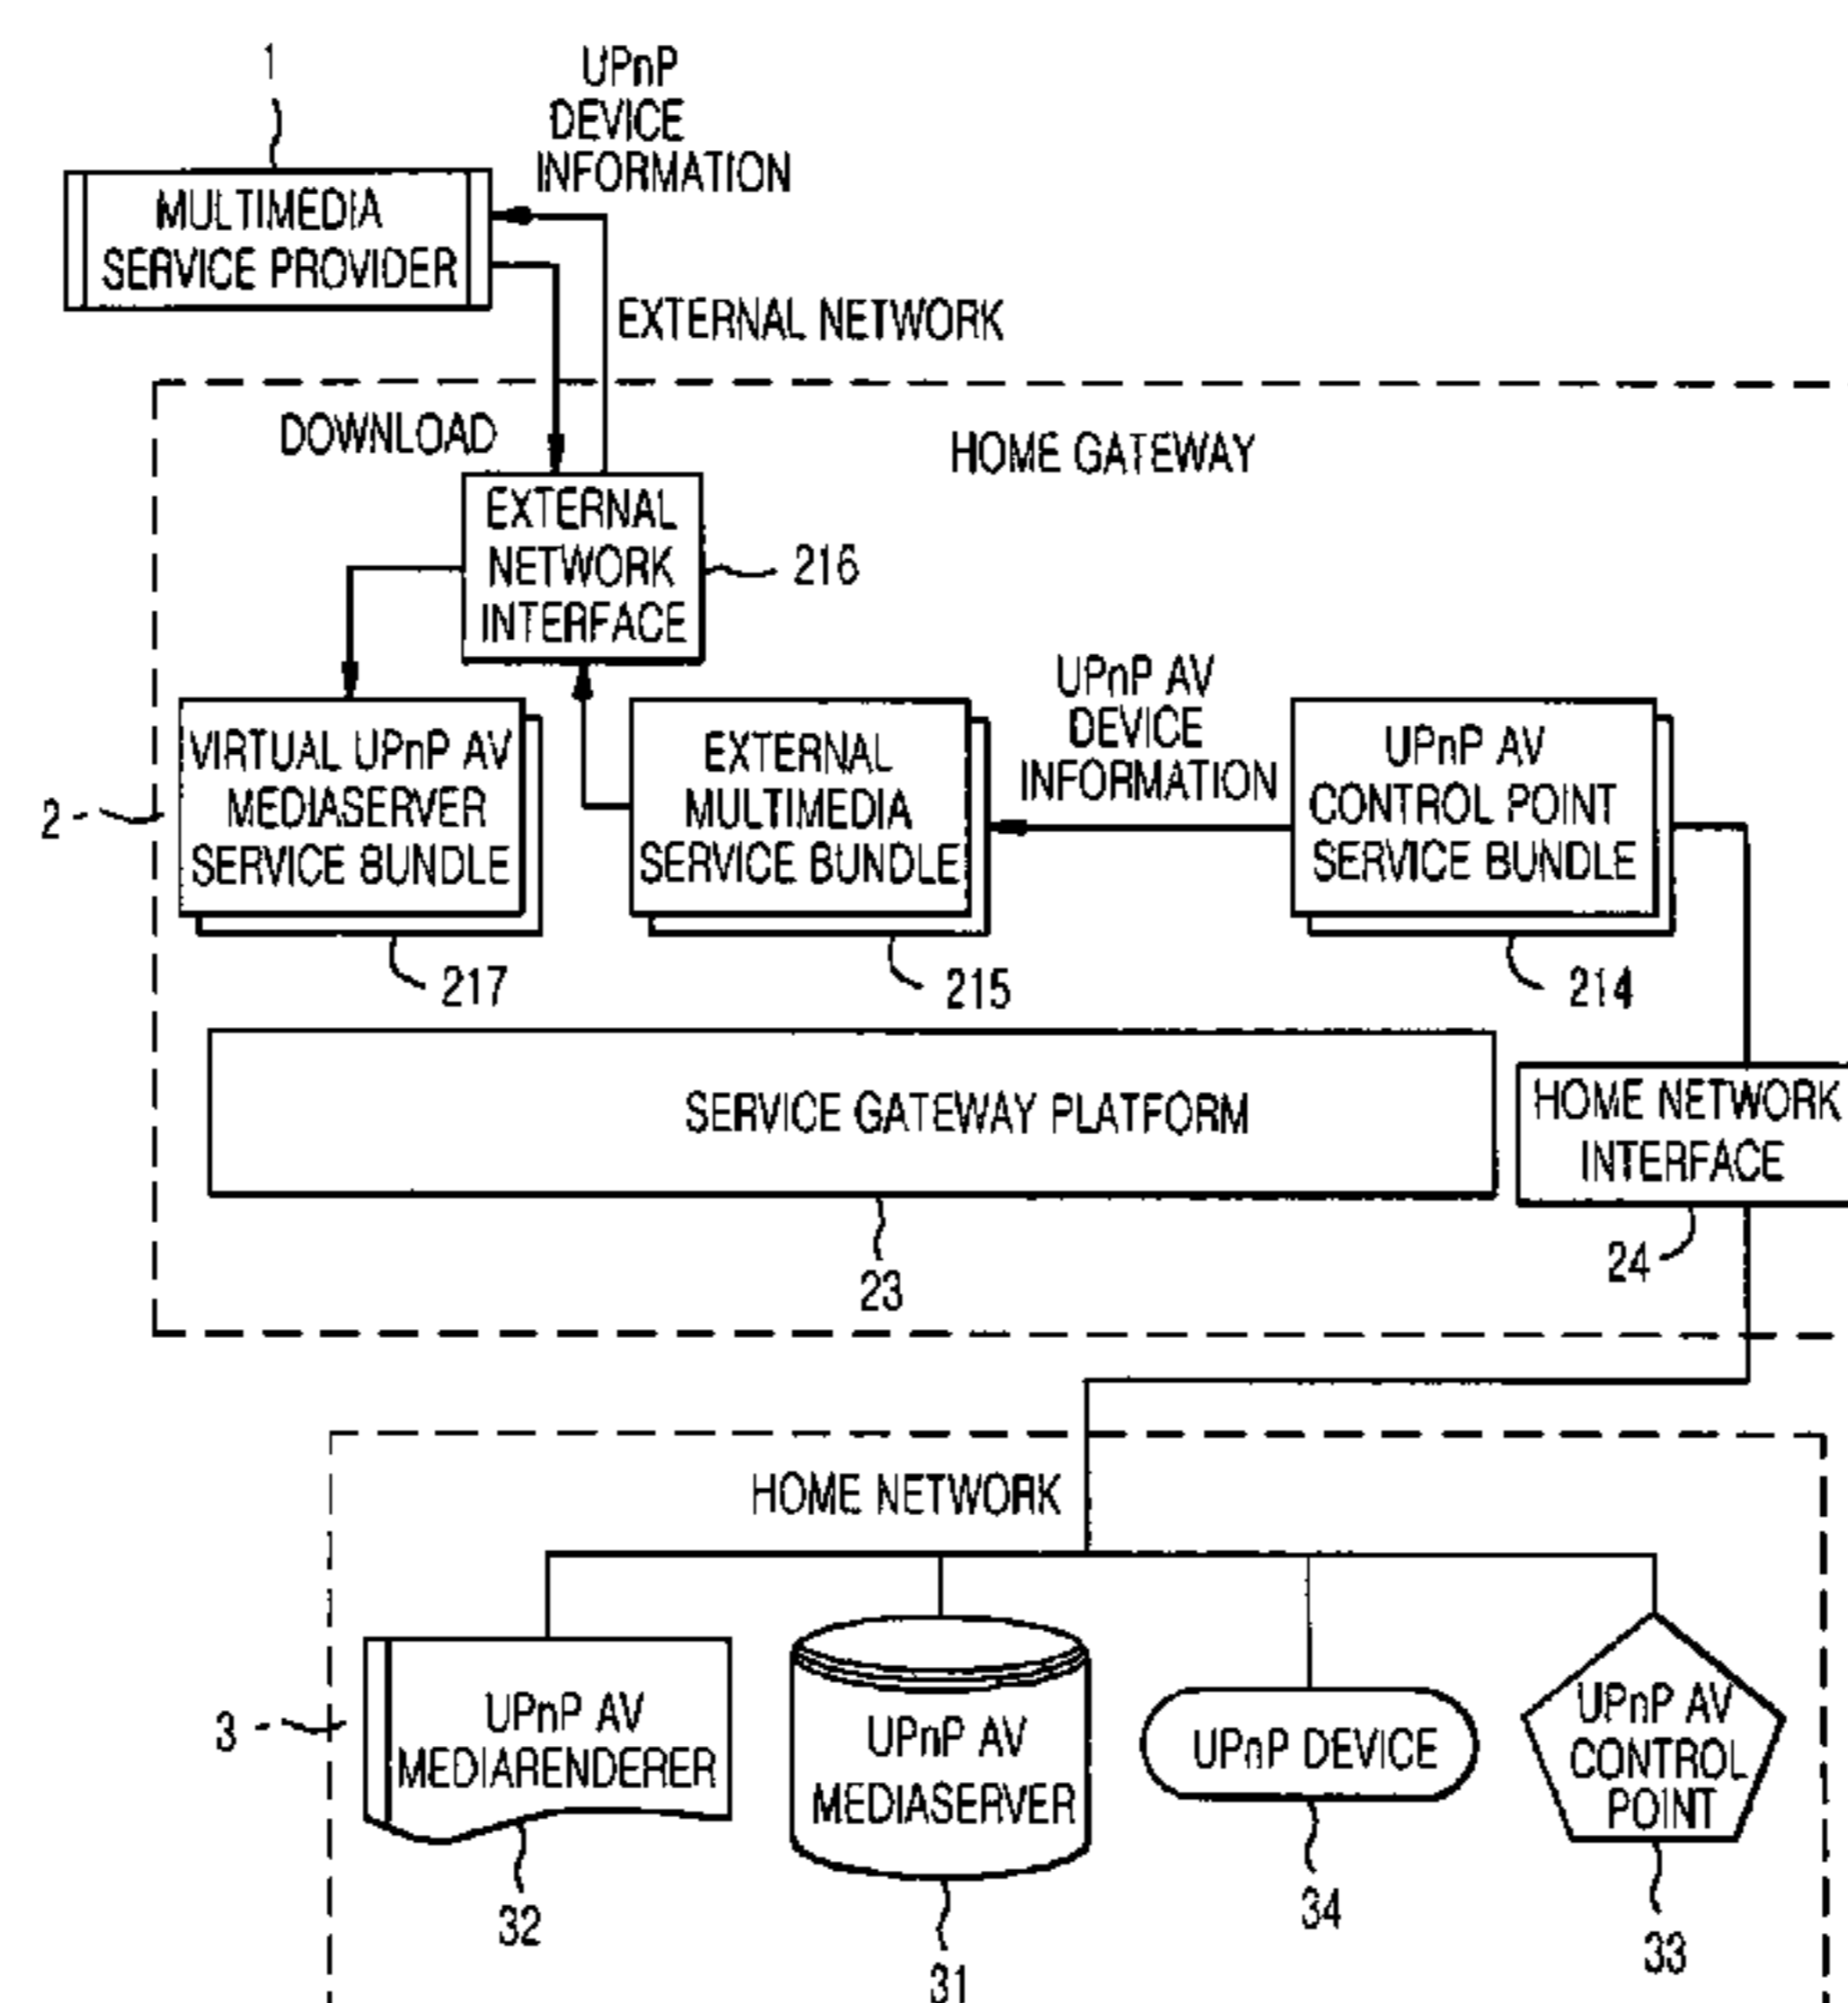 1
UPnP
DEVICE
INFORMATION
MULTIMEDIA
SERVICE PROVIDER
EXTERNAL NETWORK
DOWNLOAD
HOME GATEWAY
EXTERNAL
NETWORK
INTERFACE
216
UPnP AV
DEVICE
INFORMATION
2
VIRTUAL UPnP AV
MEDIASERVER
SERVICE BUNDLE
EXTERNAL
MULTIMEDIA
SERVICE BUNDLE
UPnP AV
CONTROL POINT
SERVICE BUNDLE
217
215
214
SERVICE GATEWAY PLATFORM
HOME NETWORK
INTERFACE
23
24
HOME NETWORK
3
UPnP AV
MEDIARENDERER
UPnP AV
MEDIASERVER
UPnP DEVICE
UPnP AV
CONTROL
POINT
32
31
34
33